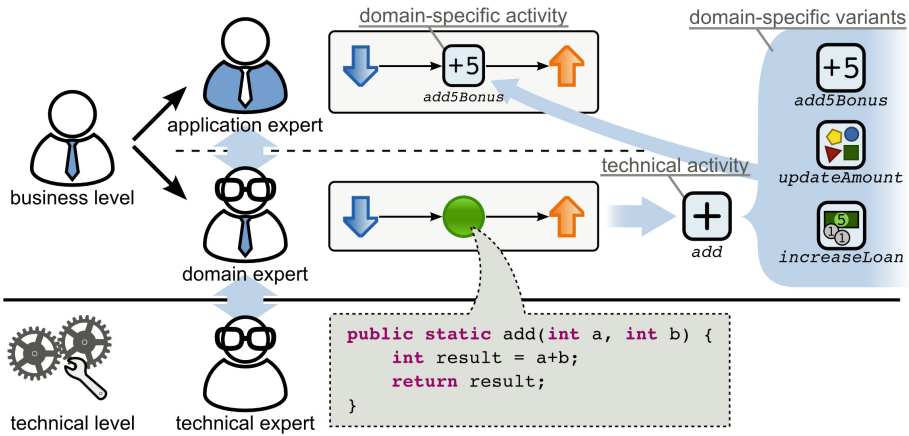 domain-specific activity
domain-specific variants
+5
add5Bonus
application expert
+5
add5Bonus
technical activity
updateAmount
business level
+
add
domain expert
5
1
1
increaseLoan
public static add(int a, int b) {
int result = a+b;
return result;
}
technical level
technical expert